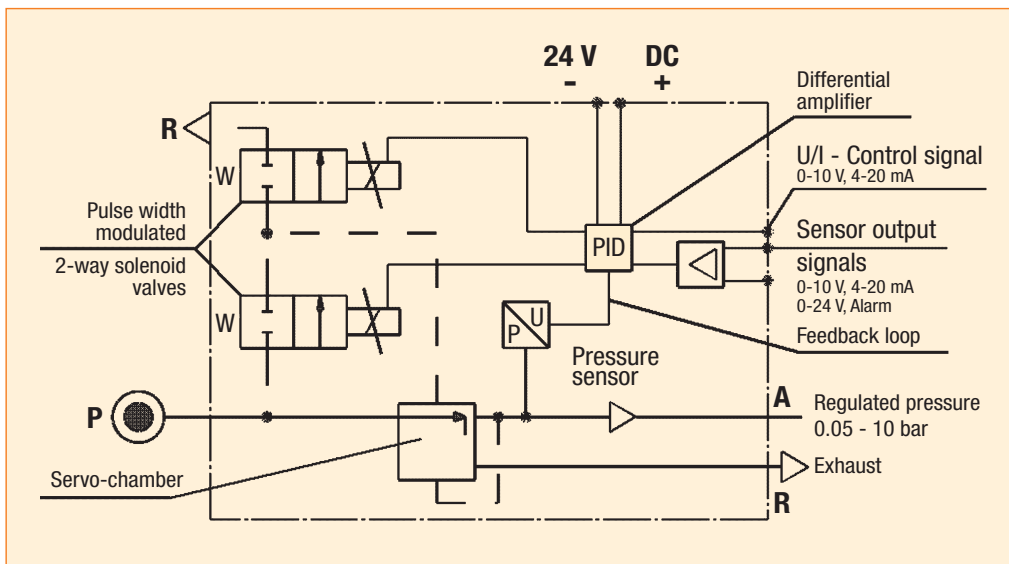 24 V DC
- +
Differential
amplifier
R
U/I - Control signal
0-10 V, 4-20 mA
W
Pulse width
modulated
2-way solenoid
valves
PID
Sensor output
signals
0-10 V, 4-20 mA
0-24 V, Alarm
W
P U
Feedback loop
Pressure
sensor
P
A
Regulated pressure
0.05 - 10 bar
Servo-chamber
Exhaust
R